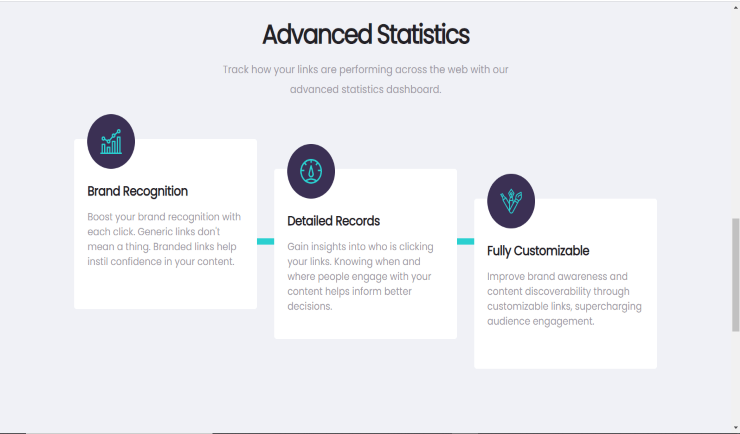 Advanced Statistics
Track how your links are performing across the web with our
advanced statistics dashboard.
Brand Recognition
Boost your brand recognition with
each click. Generic links don't
mean a thing. Branded links help
instil confidence in your content.
Detailed Records
Gain insights into who is clicking
your links. Knowing when and
where people engage with your
content helps inform better
decisions.
Fully Customizable
Improve brand awareness and
content discoverability through
customizable links, supercharging
audience engagement.